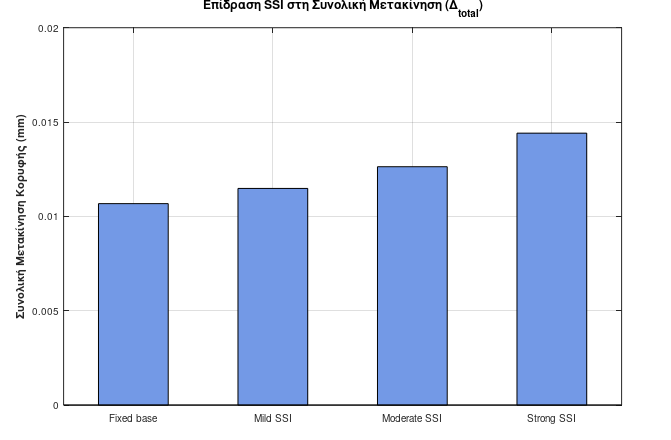 Επίδραση SSI στη Συνολική Μετακίνηση (Δtotal)
Συνολική Μετακίνηση Κορυφής (mm)
0.02
0.015
0.01
0.005
0
Fixed base
Mild SSI
Moderate SSI
Strong SSI